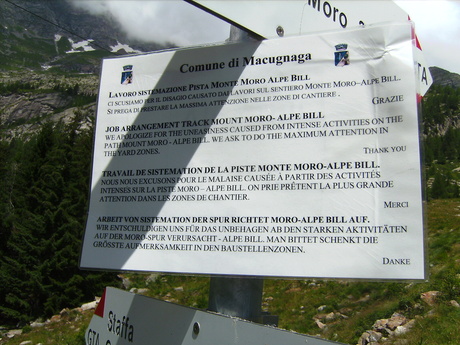 Moro
Comune di Macugnaga
Lavoro sistemazione Pista Monte Moro Alpe Bill
Ci scusiamo per il desagio causato dai lavori sul sentiero Monte Moro–Alpe Bill.
Si prega di prestare la massima attenzione nelle zone di cantiere.
Grazie
Job arrangement track Mount Moro- Alpe Bill
We apologize for the uneasiness caused from intense activities on the
path Mount Moro- Alpe Bill. We ask to do the maximum attention in
the yard zones.
Thank you
Travail de sistemation de la piste Monte Moro-Alpe Bill.
Nous nous excusons pour le malaise causée à partir des activités
intenses sur la piste Moro – Alpe Bill. On prie prêtent la plus grande
attention dans les zones de chantier.
Merci
Arbeit von sistemation der spur richtet Moro-Alpe Bill auf.
Wir entschuldigen uns für das unbehagen ab den starken aktivitäten
auf der Moro-spur verursacht - Alpe Bill. Man bittet schenkt die
grösste aufmerksamkeit in den baustellenzonen.
Danke
Staffa
GTA